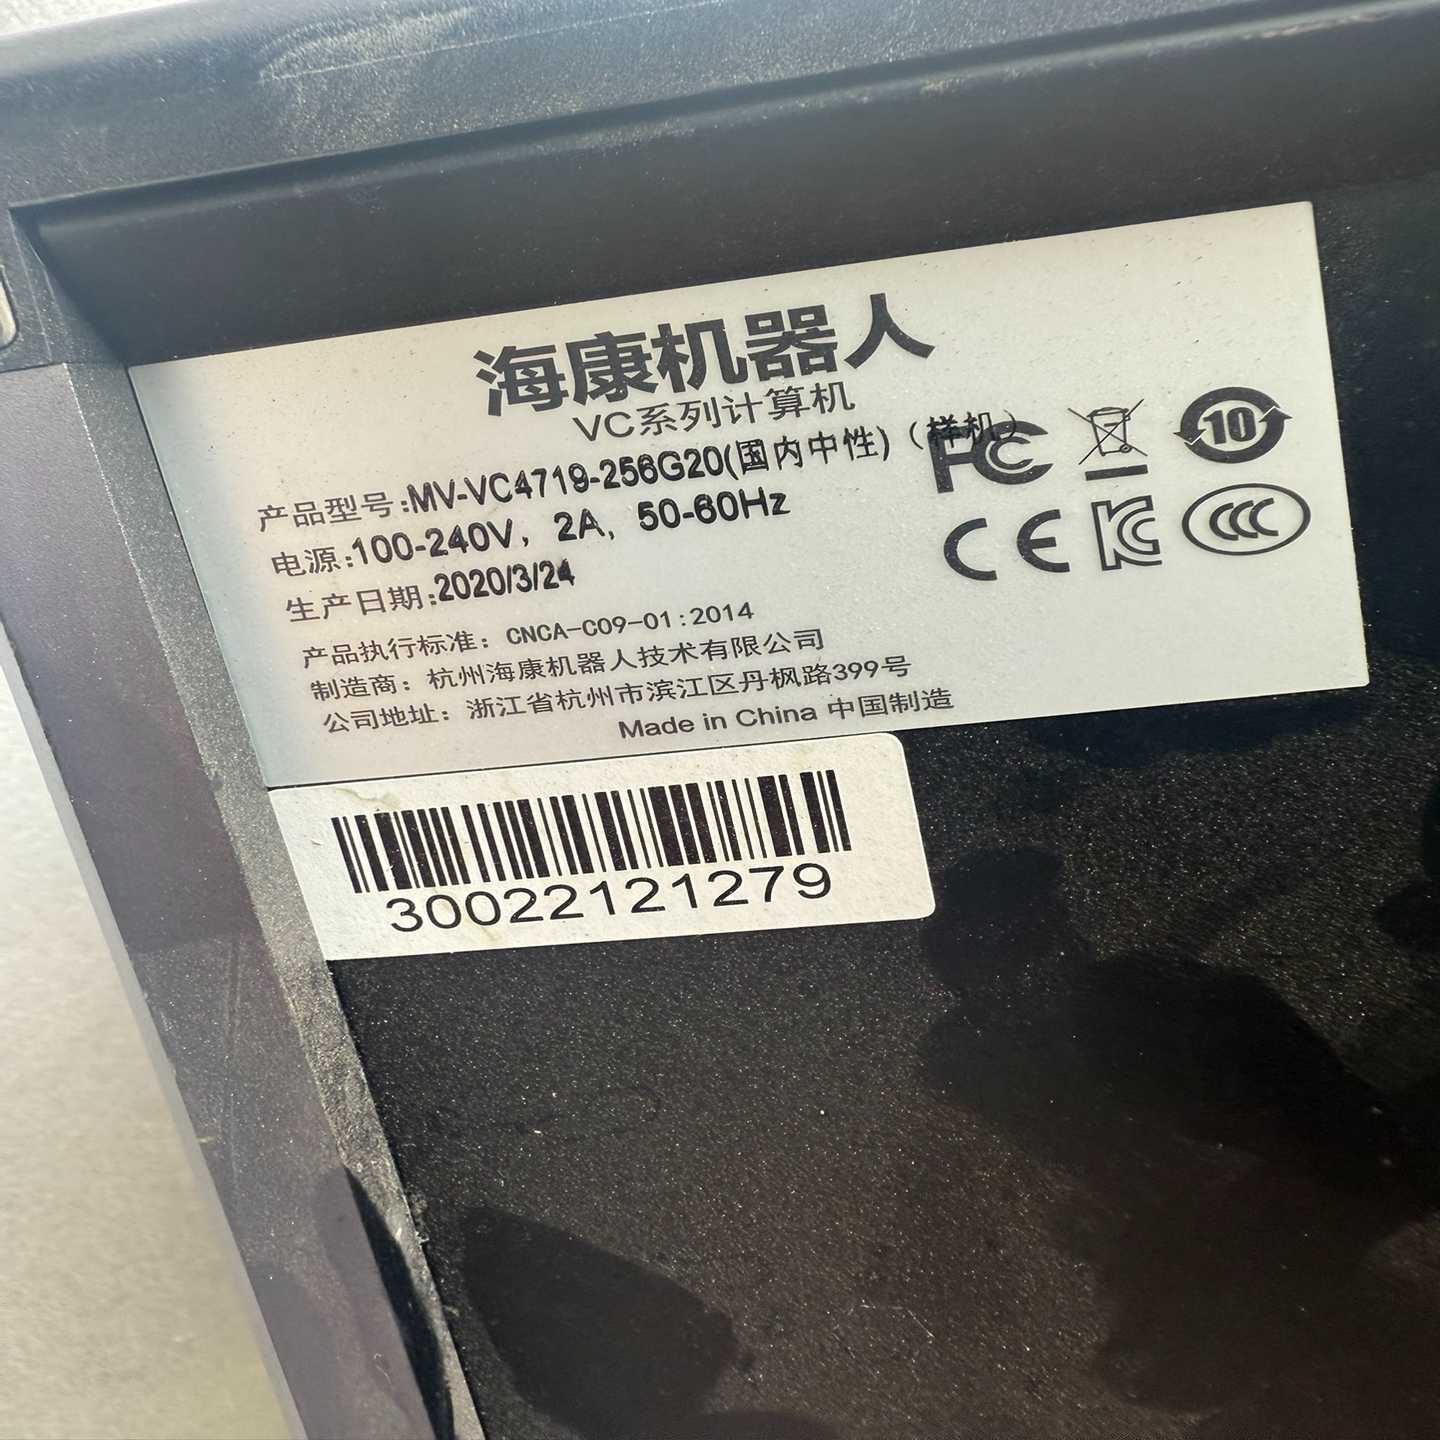 海康机器人
VC系列计算机
产品型号:MV-VC4719-256G20(国内中性)（样机）
电源:100-240V，2A，50-60Hz
生产日期:2020/3/24
产品执行标准：CNCA-C09-01:2014
制造商：杭州海康机器人技术有限公司
公司地址：浙江省杭州市滨江区丹枫路399号
Made in China 中国制造
FC
10
CE
KC
CCC
30022121279